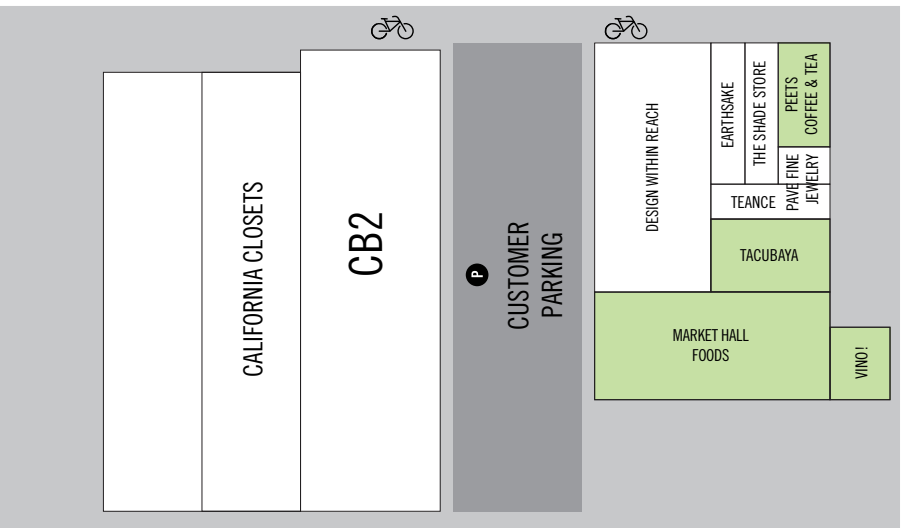 CALIFORNIA CLOSETS
CB2
P
CUSTOMER
PARKING
DESIGN WITHIN REACH
EARTHSAKE
THE SHADE STORE
PEETS
COFFEE & TEA
PAVE FINE
JEWELRY
TEANCE
TACUBAYA
MARKET HALL
FOODS
VINO!